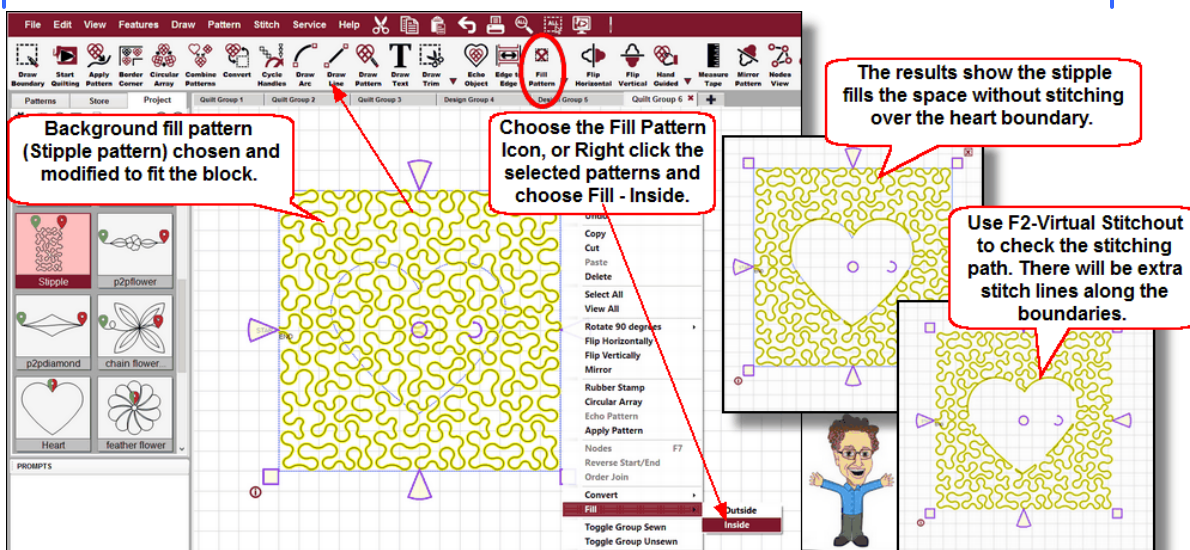 File Edit View Features Draw Pattern Stitch Service Help
ALL
ALL
Draw Boundary
Start Quilting
Apply Pattern
Border Corner
Circular Array
Combine Patterns
Convert
Cycle Handles
Draw Arc
Draw Line
Draw Pattern
Draw Text
Draw Trim
Echo Object
Edge to Edge
Fill Pattern
Flip Horizontal
Flip Vertical
Hand Guided
Measure Tape
Mirror Pattern
Nodes View
Patterns Store Project
Quilt Group 1 Quilt Group 2 Quilt Group 3 Design Group 4 Design Group 5 Quilt Group 6
Background fill pattern
(Stipple pattern) chosen and
modified to fit the block.
Choose the Fill Pattern
Icon, or Right click the
selected patterns and
choose Fill - Inside.
The results show the stipple
fills the space without stitching
over the heart boundary.
Use F2-Virtual Stitchout
to check the stitching
path. There will be extra
stitch lines along the
boundaries.
Stipple
p2pflower
p2pdiamond
chain flower...
Heart
feather flower
PROMPTS
Undo
Copy
Cut
Paste
Delete
Select All
View All
Rotate 90 degrees
Flip Horizontally
Flip Vertically
Mirror
Rubber Stamp
Circular Array
Echo Pattern
Apply Pattern
Nodes F7
Reverse Start/End
Order Join
Convert
Fill
Toggle Group Sewn
Toggle Group Unsewn
Outside
Inside